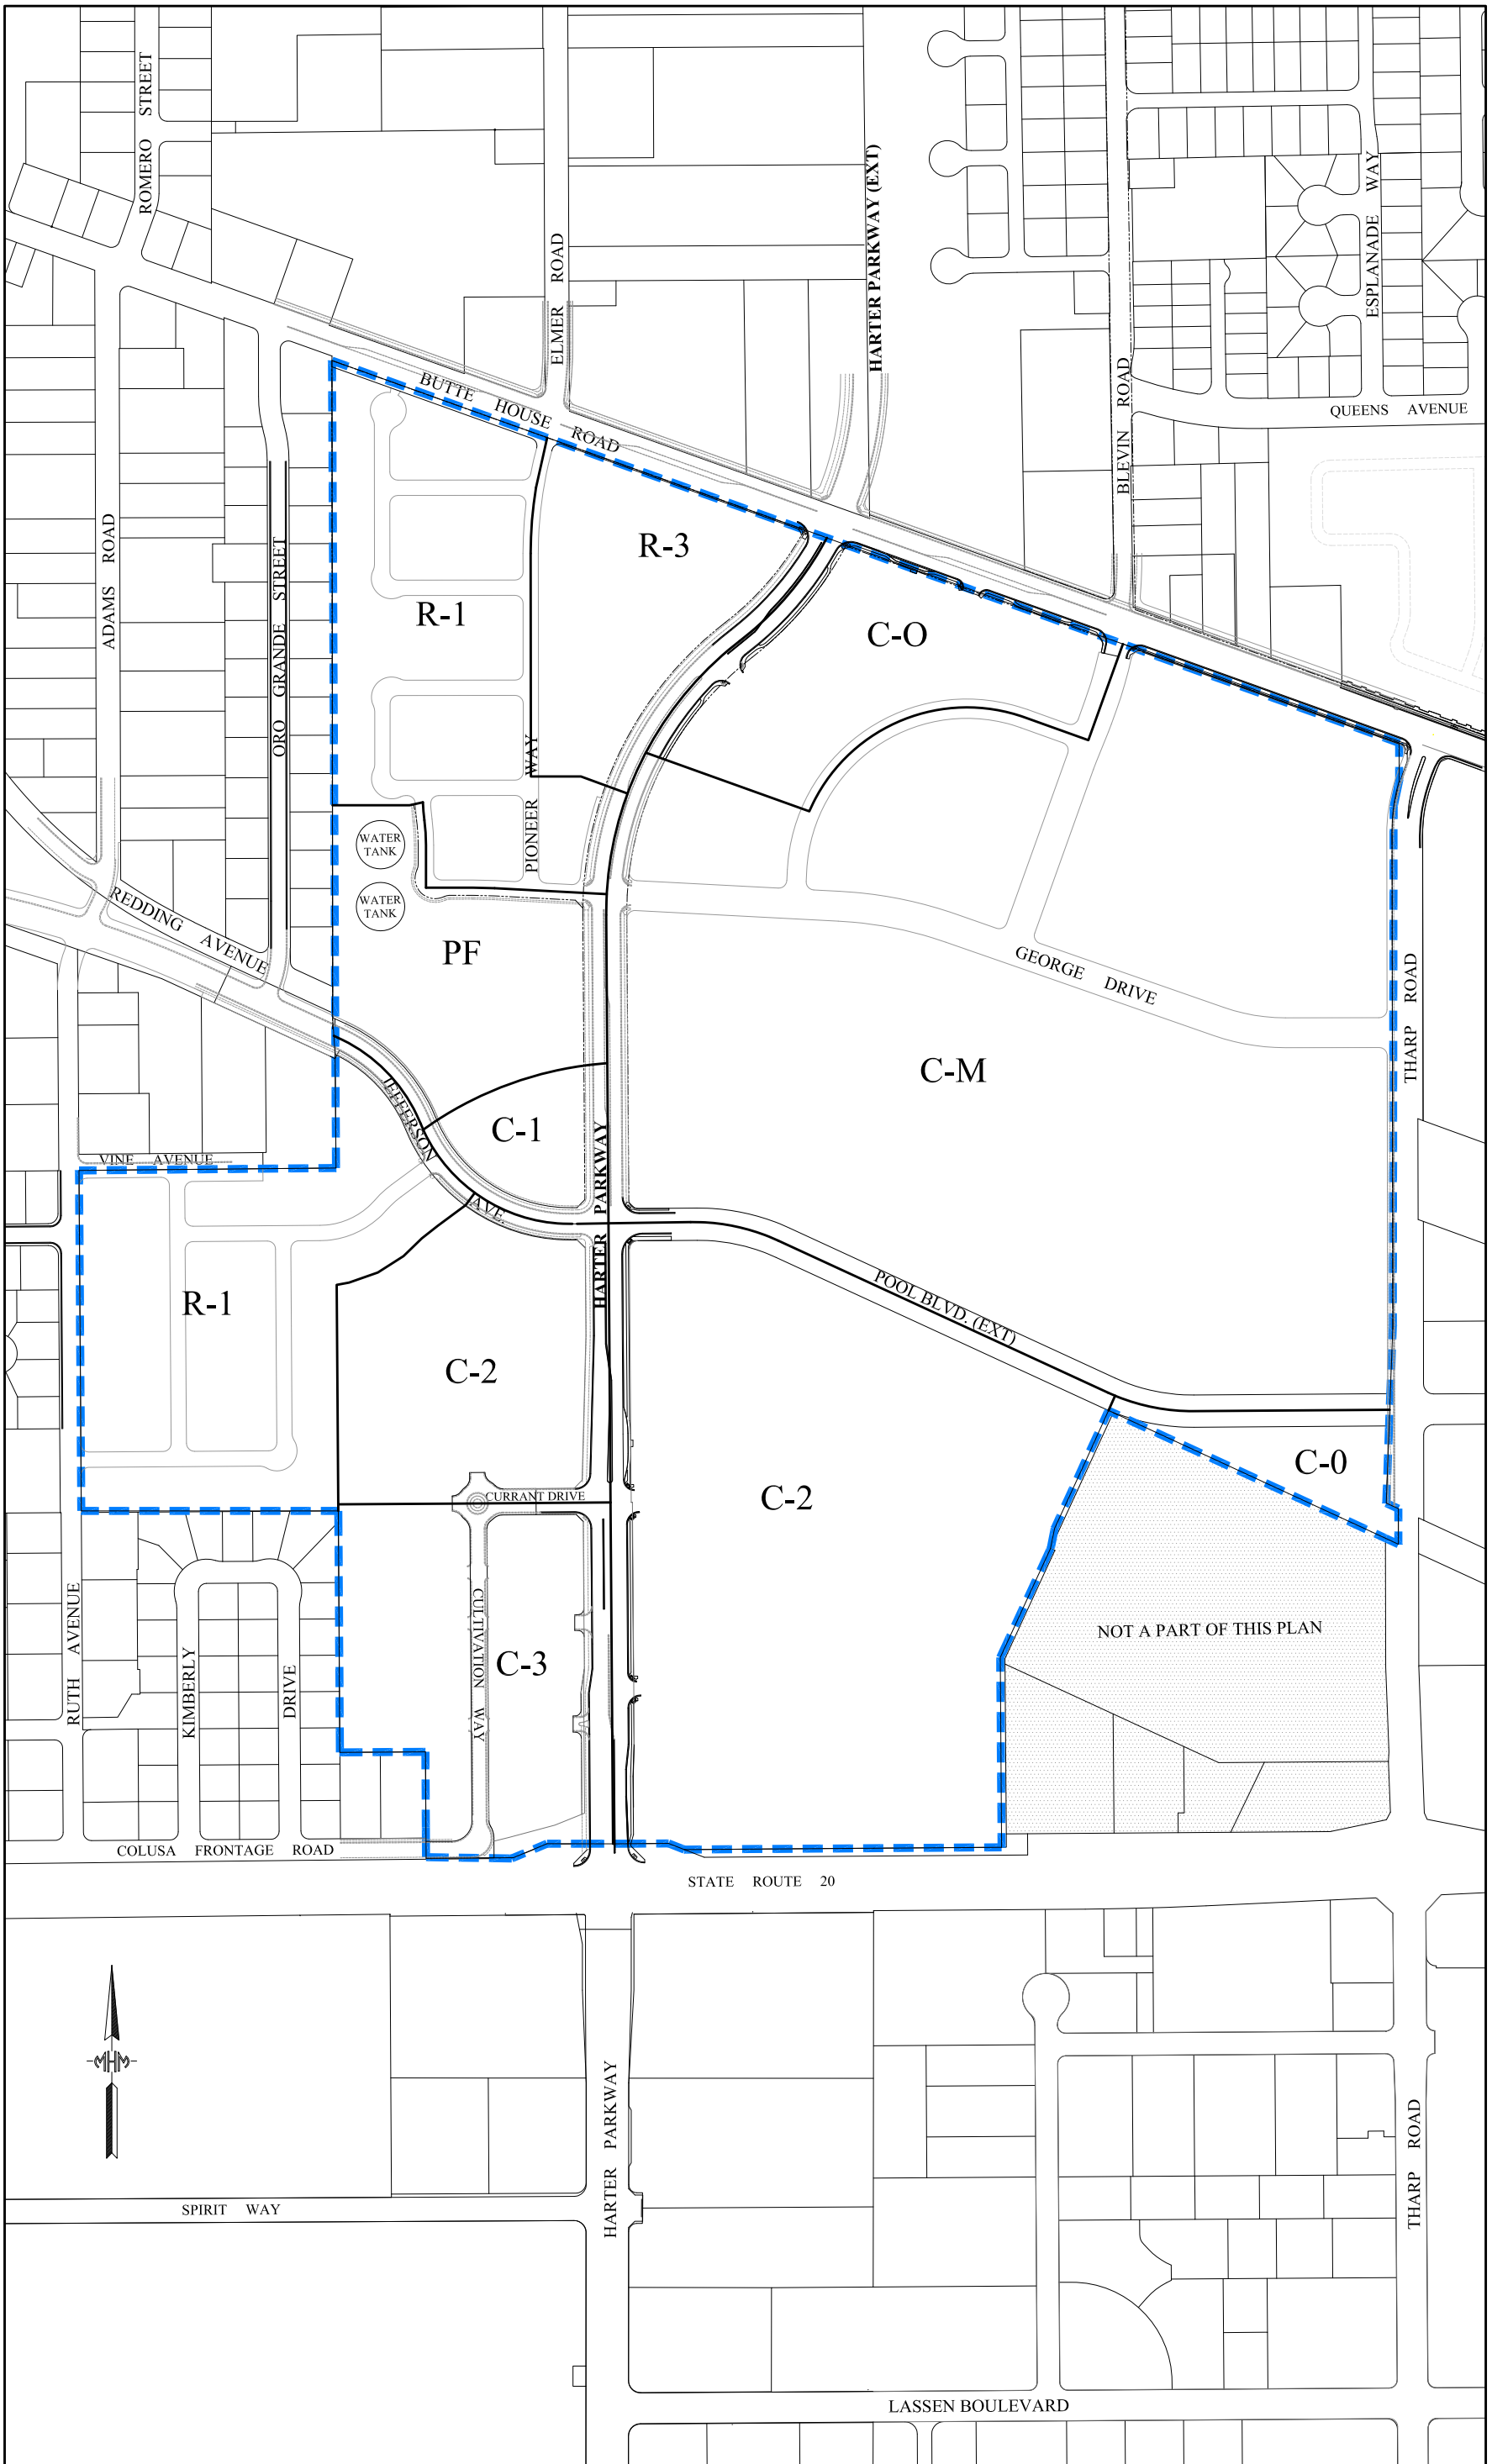 ROMERO STREET
ELMER ROAD
HARTER PARKWAY (EXT)
ESPLANADE WAY
BLEVIN ROAD
QUEENS AVENUE
BUTTE HOUSE ROAD
ADAMS ROAD
ORO GRANDE STREET
R-3
R-1
C-O
PIONEER WAY
WATER
TANK
WATER
TANK
REDDING AVENUE
PF
GEORGE DRIVE
THARP ROAD
C-M
C-1
JEFFERSON AVE.
HARTER PARKWAY
VINE AVENUE
R-1
POOL BLVD. (EXT)
C-2
C-0
CURRANT DRIVE
C-2
RUTH AVENUE
KIMBERLY DRIVE
CULTIVATION WAY
C-3
NOT A PART OF THIS PLAN
COLUSA FRONTAGE ROAD
STATE ROUTE 20
MHM
HARTER PARKWAY
THARP ROAD
SPIRIT WAY
LASSEN BOULEVARD